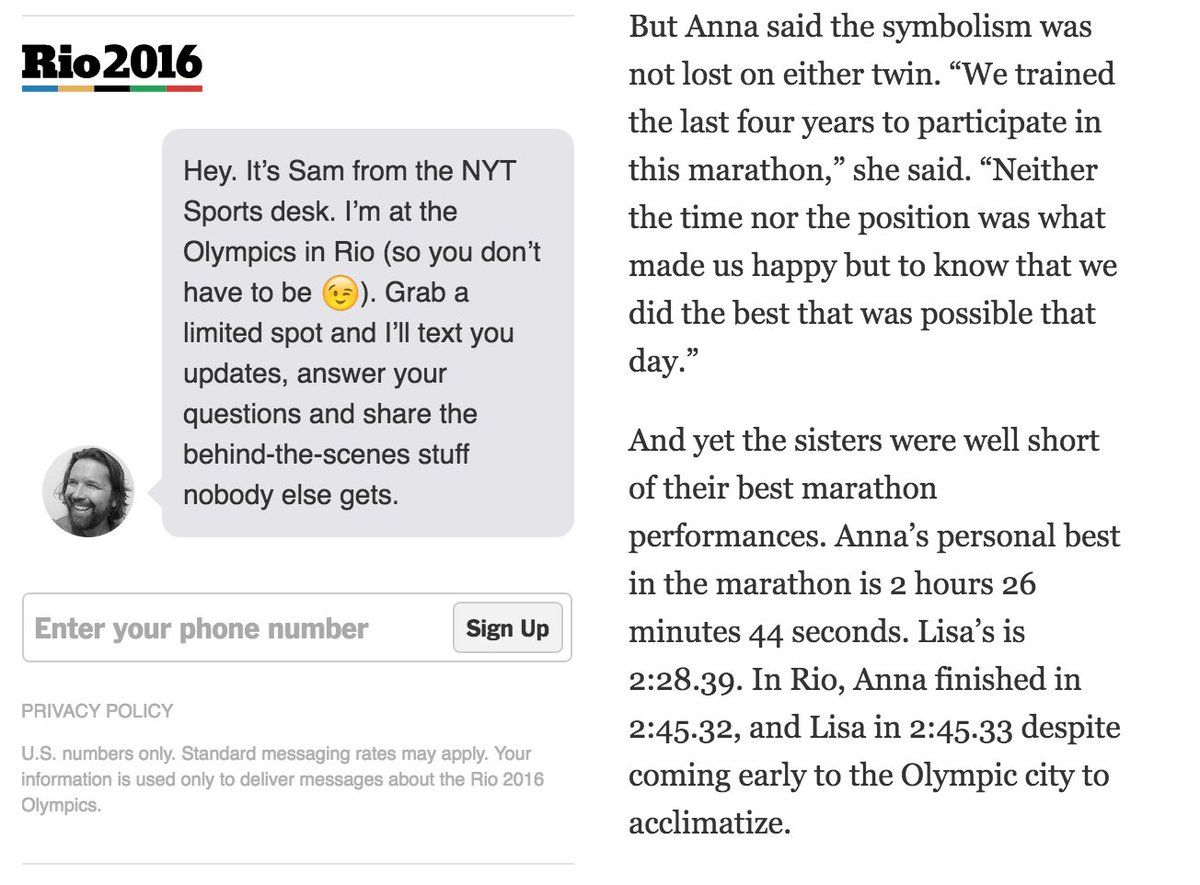 Rio2016
Hey. It’s Sam from the NYT
Sports desk. I’m at the
Olympics in Rio (so you don’t
have to be 😉). Grab a
limited spot and I’ll text you
updates, answer your
questions and share the
behind-the-scenes stuff
nobody else gets.
Enter your phone number
Sign Up
PRIVACY POLICY
U.S. numbers only. Standard messaging rates may apply. Your
information is used only to deliver messages about the Rio 2016
Olympics.
But Anna said the symbolism was
not lost on either twin. “We trained
the last four years to participate in
this marathon,” she said. “Neither
the time nor the position was what
made us happy but to know that we
did the best that was possible that
day.”
And yet the sisters were well short
of their best marathon
performances. Anna’s personal best
in the marathon is 2 hours 26
minutes 44 seconds. Lisa’s is
2:28.39. In Rio, Anna finished in
2:45.32, and Lisa in 2:45.33 despite
coming early to the Olympic city to
acclimatize.